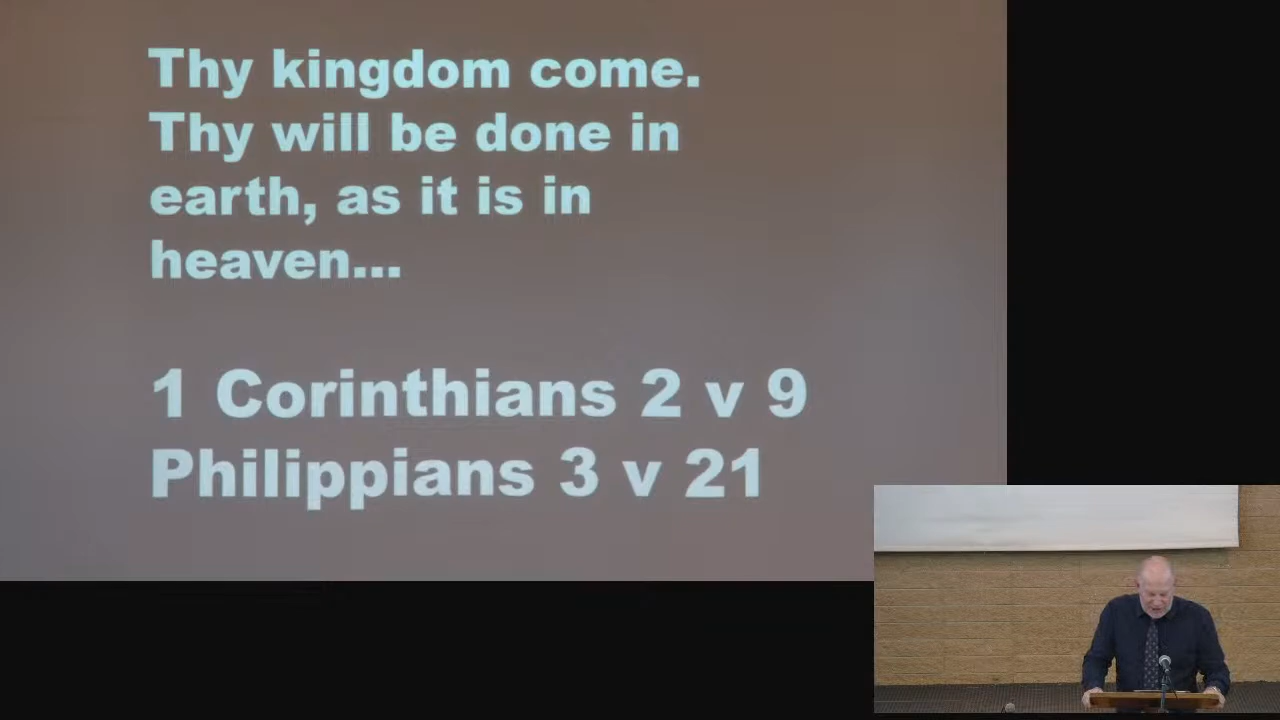 Thy kingdom come.
Thy will be done in
earth, as it is in
heaven...
1 Corinthians 2 v 9
Philippians 3 v 21